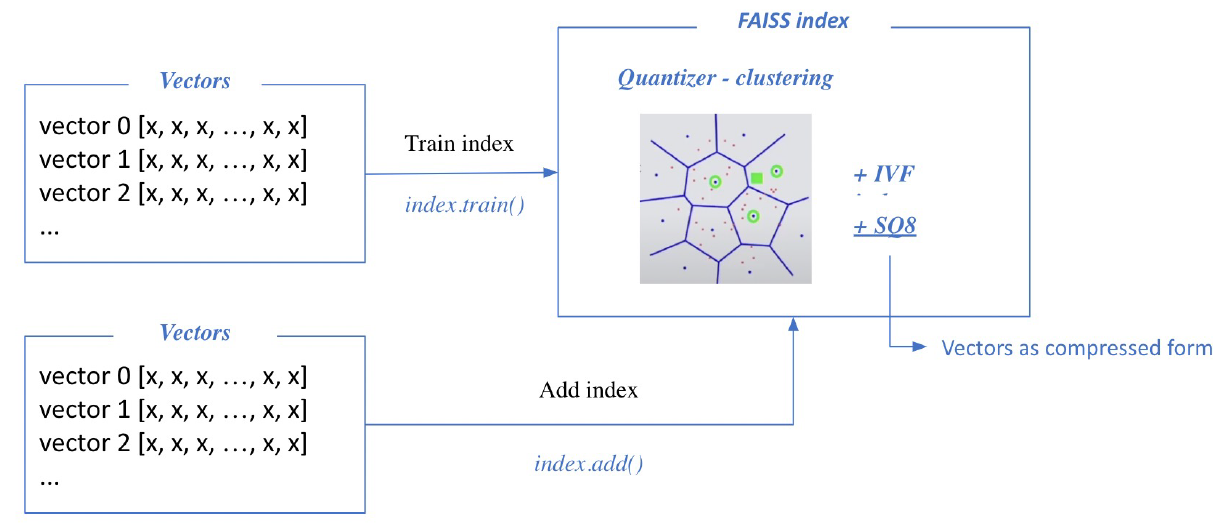 FAISS index
Vectors
vector 0 [x, x, x, …, x, x]
vector 1 [x, x, x, …, x, x]
vector 2 [x, x, x, …, x, x]
...
Train index
index.train()
Quantizer - clustering
+ IVF
+ SQ8
Vectors as compressed form
Vectors
vector 0 [x, x, x, …, x, x]
vector 1 [x, x, x, …, x, x]
vector 2 [x, x, x, …, x, x]
...
Add index
index.add()